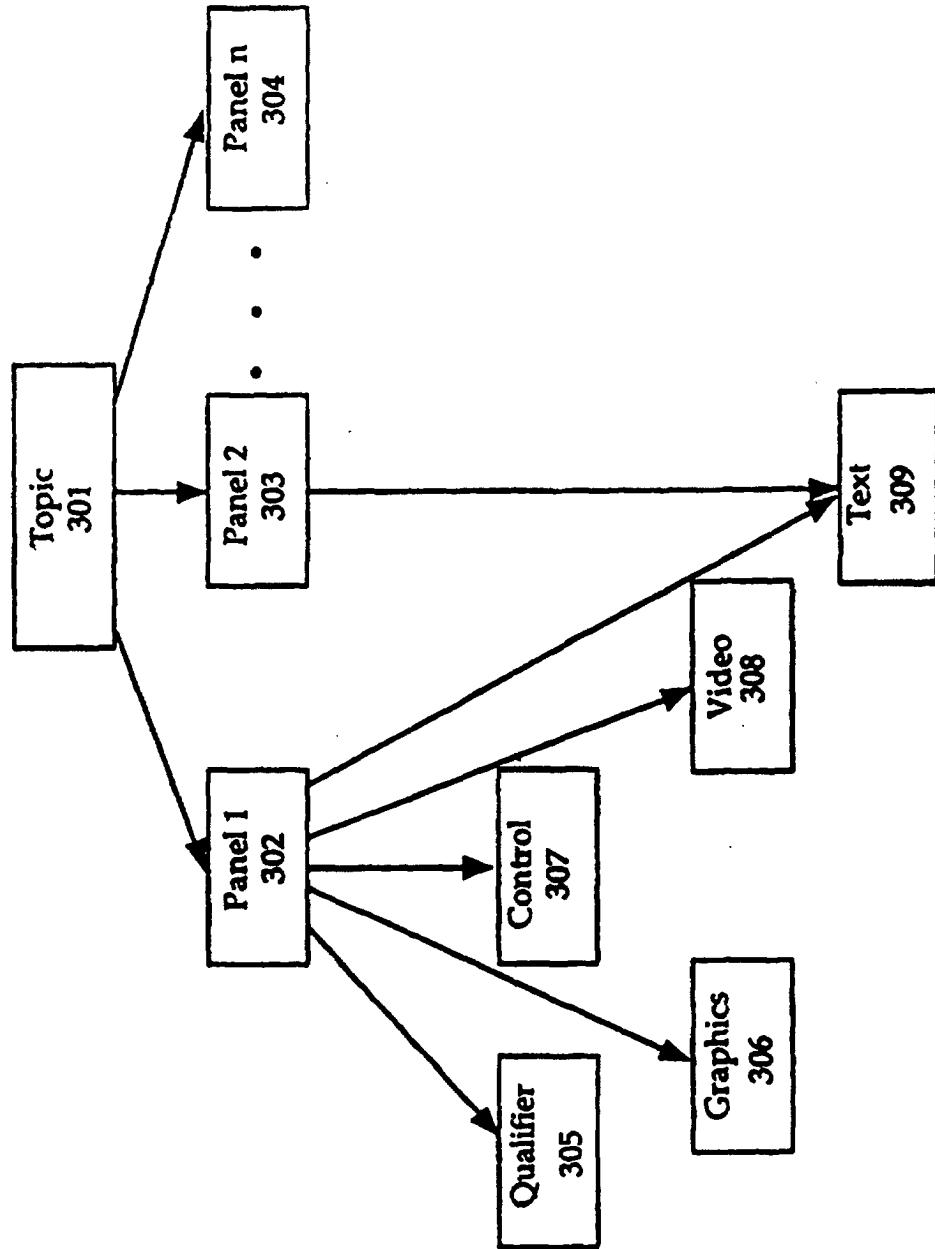 Topic
301
Panel 1
302
Panel 2
303
• • •
Panel n
304
Qualifier
305
Graphics
306
Control
307
Video
308
Text
309